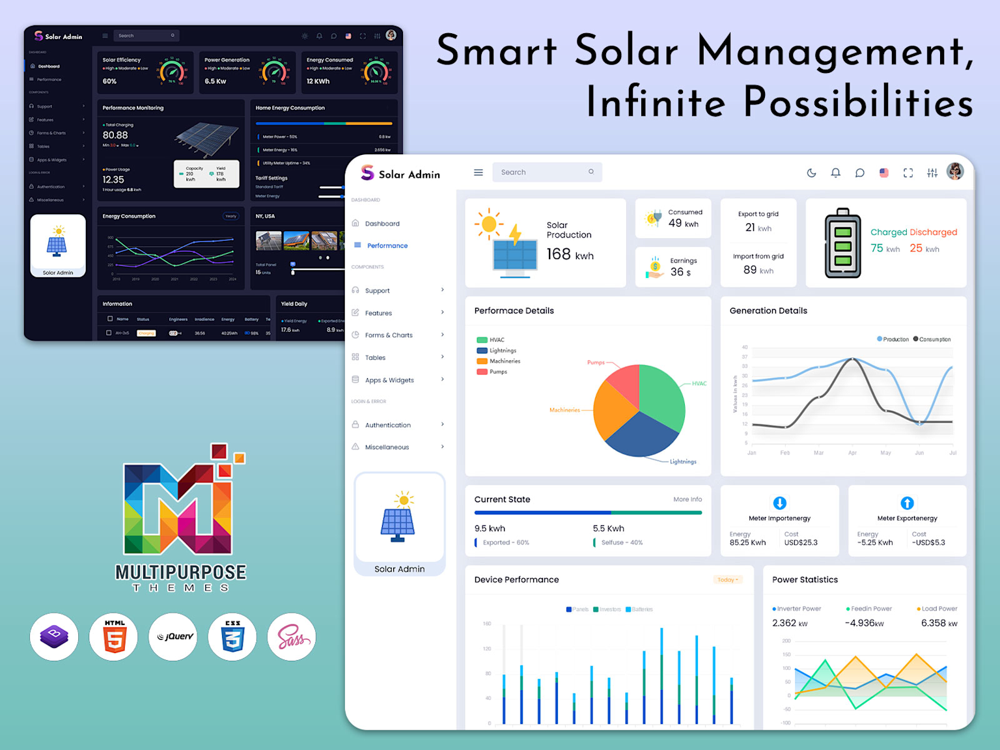 Smart Solar Management,
Infinite Possibilities
Solar Admin
Search
DASHBOARD
Dashboard
Performance
COMPONENTS
Support
Features
Forms & Charts
Tables
Apps & Widgets
LOGIN & ERROR
Authentication
Miscellaneous
Solar Admin
Solar Efficiency
High Moderate Low
60%
Power Generation
High Moderate Low
6.5 Kw
Energy Consumed
High Moderate Low
12 KWh
Performance Monitoring
Total Charging
80.88
Min 3.0 Max 6.0
Power Usage
12.35
1 Hour usage 6.8 kwh
Capacity
210
kwh
Yield
178
kwh
Home Energy Consumption
Meter Power - 50% 0.8 kw
Meter Energy - 16% 2.656 kw
Utility Meter Uptime - 34%
Tariff Settings
Standard Tariff
Meter Energy
Energy Consumption
Yearly
900
675
450
225
0
2018 2019 2020 2021 2022 2023 2024
NY, USA
Total Panel
15 Units
Information
Name Status Engineers Irradience Energy Battery Te
AH-3x5 Charging +4 36.56 40.25Wh 98% 35
Yield Daily
Yield Energy Exported Ene
17.6 kwh 8.9 kwh
Solar Admin
Search
DASHBOARD
Dashboard
Performance
COMPONENTS
Support
Features
Forms & Charts
Tables
Apps & Widgets
LOGIN & ERROR
Authentication
Miscellaneous
Solar Admin
Solar
Production
168 kwh
Consumed
49 kwh
Earnings
36 $
Export to grid
21 kwh
Import from grid
89 kwh
Charged Discharged
75 kwh 25 kwh
Performace Details
HVAC
Lightnings
Machineries
Pumps
Pumps
HVAC
Machineries
Lightnings
Generation Details
Production Consumption
Values in kwh
40
37
33
30
26
23
19
16
12
9
5
Jan Feb Mar Apr May Jun Jul
Current State More Info
9.5 kwh 5.5 Kwh
Exported - 60% Selfuse - 40%
Meter Importenergy
Energy Cost
85.25 Kwh USD$25.3
Meter Exportenergy
Energy Cost
-5.25 Kwh -USD$5.3
Device Performance
Today
Panels Investors Batteries
160
120
80
40
0
Power Statistics
Inverter Power Feedin Power Load Power
2.362 kw -4.936kw 6.358 kw
200
150
100
50
0
-50
-100
MULTIPURPOSE
THEMES
B
HTML
5
jQuery
CSS
3
Sass